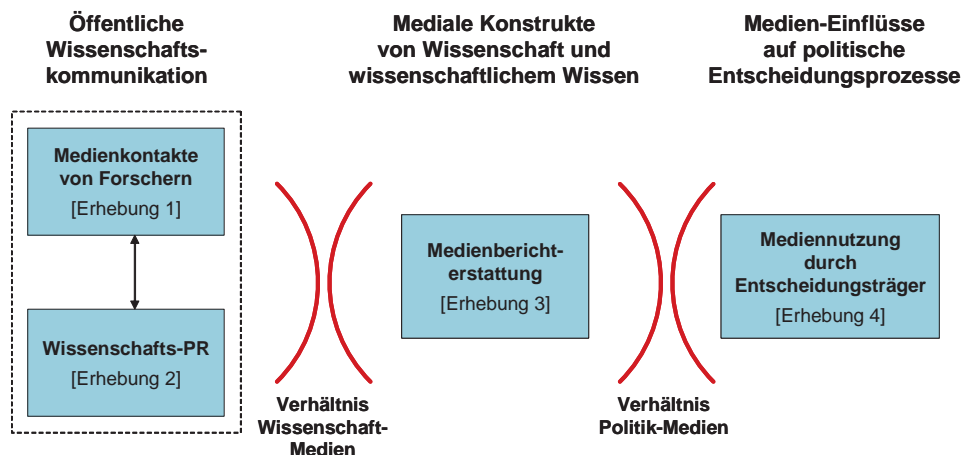 Öffentliche
Wissenschafts-
kommunikation
Mediale Konstrukte
von Wissenschaft und
wissenschaftlichem Wissen
Medien-Einflüsse
auf politische
Entscheidungsprozesse
Medienkontakte
von Forschern
[Erhebung 1]
Wissenschafts-PR
[Erhebung 2]
Verhältnis
Wissenschaft-
Medien
Medienbericht-
erstattung
[Erhebung 3]
Verhältnis
Politik-Medien
Mediennutzung
durch
Entscheidungsträger
[Erhebung 4]